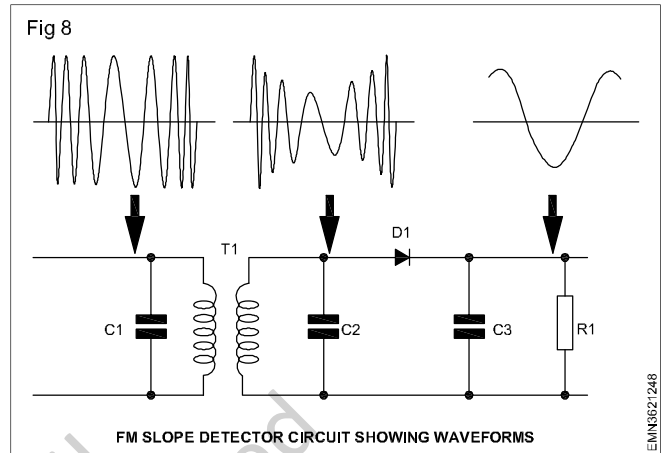 Fig 8
D1
T1
C1
C2
C3
R1
FM SLOPE DETECTOR CIRCUIT SHOWING WAVEFORMS
EMN3621248